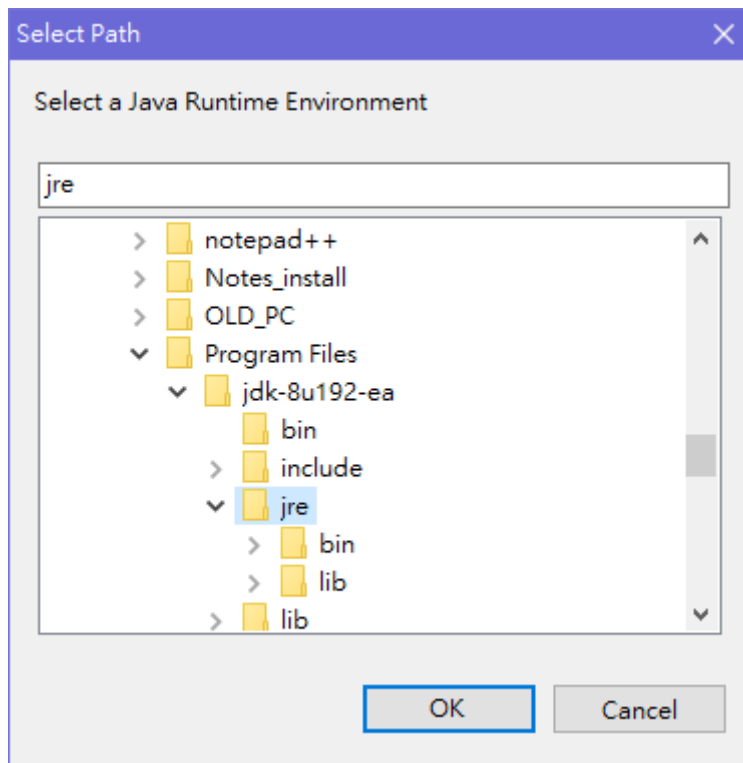 Select Path
Select a Java Runtime Environment
jre
notepad++
Notes_install
OLD_PC
Program Files
jdk-8u192-ea
bin
include
jre
bin
lib
lib
OK Cancel